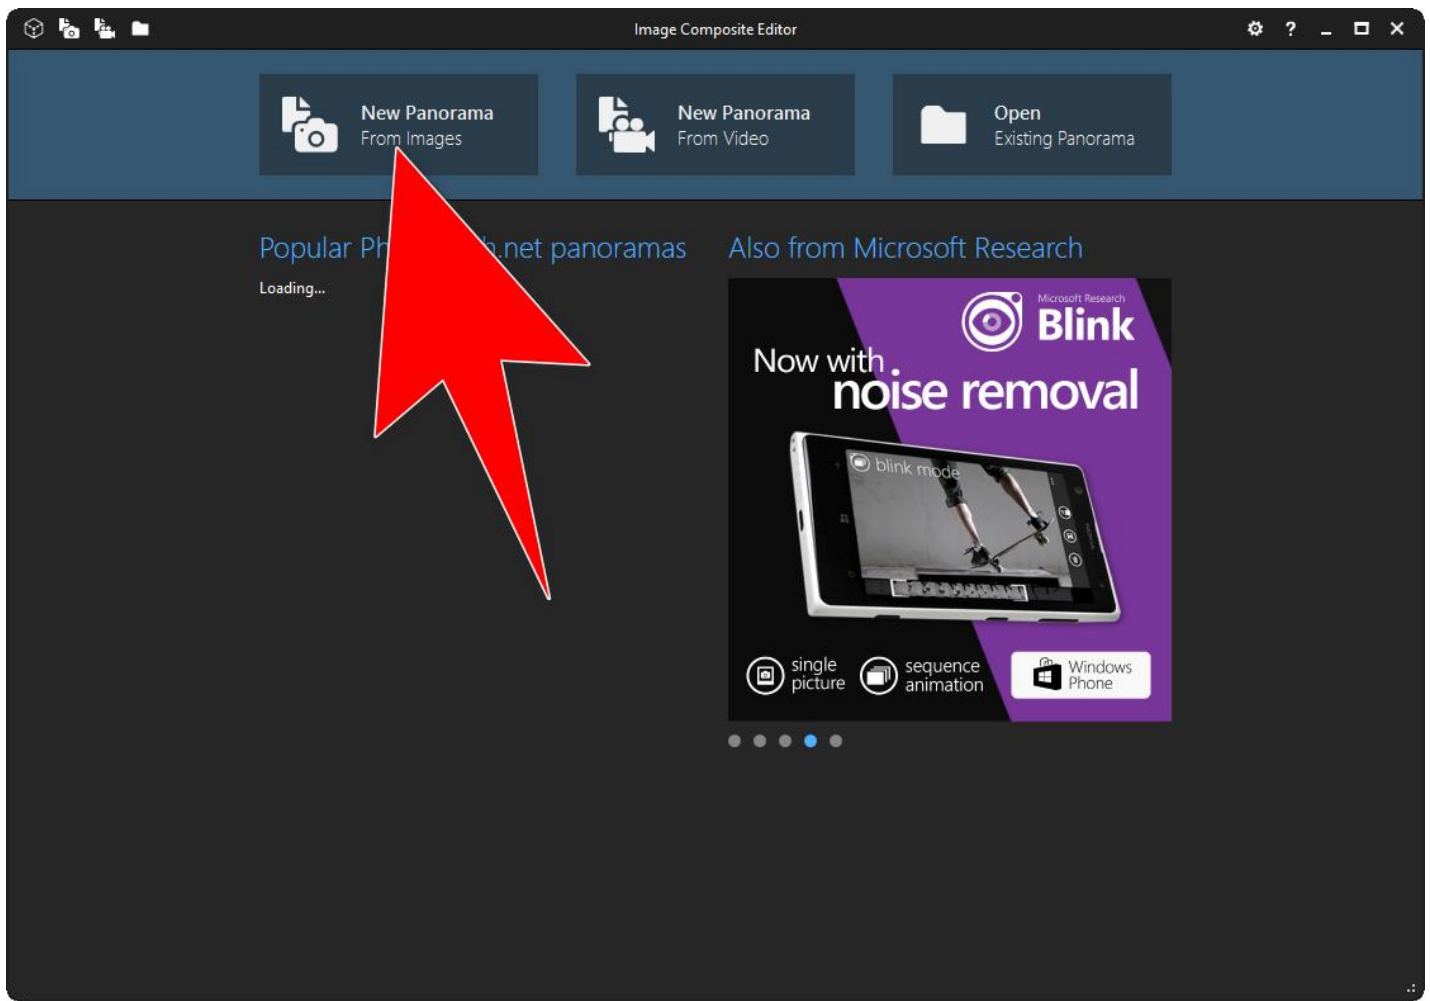 Image Composite Editor
?
New Panorama
From Images
New Panorama
From Video
Open
Existing Panorama
Popular Ph .net panoramas
Loading...
Also from Microsoft Research
Microsoft Research
Blink
Now with
noise removal
blink mode
single
picture
sequence
animation
Windows
Phone